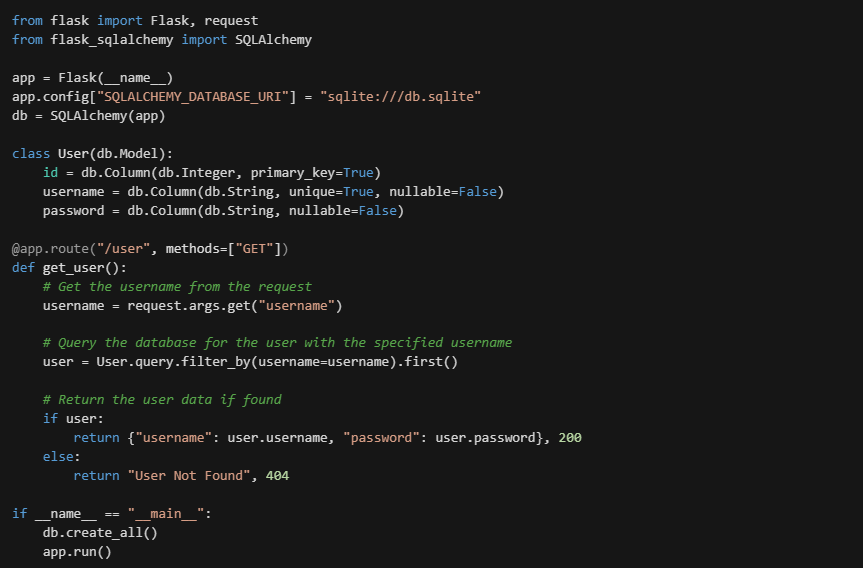 from flask import Flask, request
from flask_sqlalchemy import SQLAlchemy

app = Flask(__name__)
app.config["SQLALCHEMY_DATABASE_URI"] = "sqlite:///db.sqlite"
db = SQLAlchemy(app)

class User(db.Model):
    id = db.Column(db.Integer, primary_key=True)
    username = db.Column(db.String, unique=True, nullable=False)
    password = db.Column(db.String, nullable=False)

@app.route("/user", methods=["GET"])
def get_user():
    # Get the username from the request
    username = request.args.get("username")

    # Query the database for the user with the specified username
    user = User.query.filter_by(username=username).first()

    # Return the user data if found
    if user:
        return {"username": user.username, "password": user.password}, 200
    else:
        return "User Not Found", 404

if __name__ == "__main__":
    db.create_all()
    app.run()